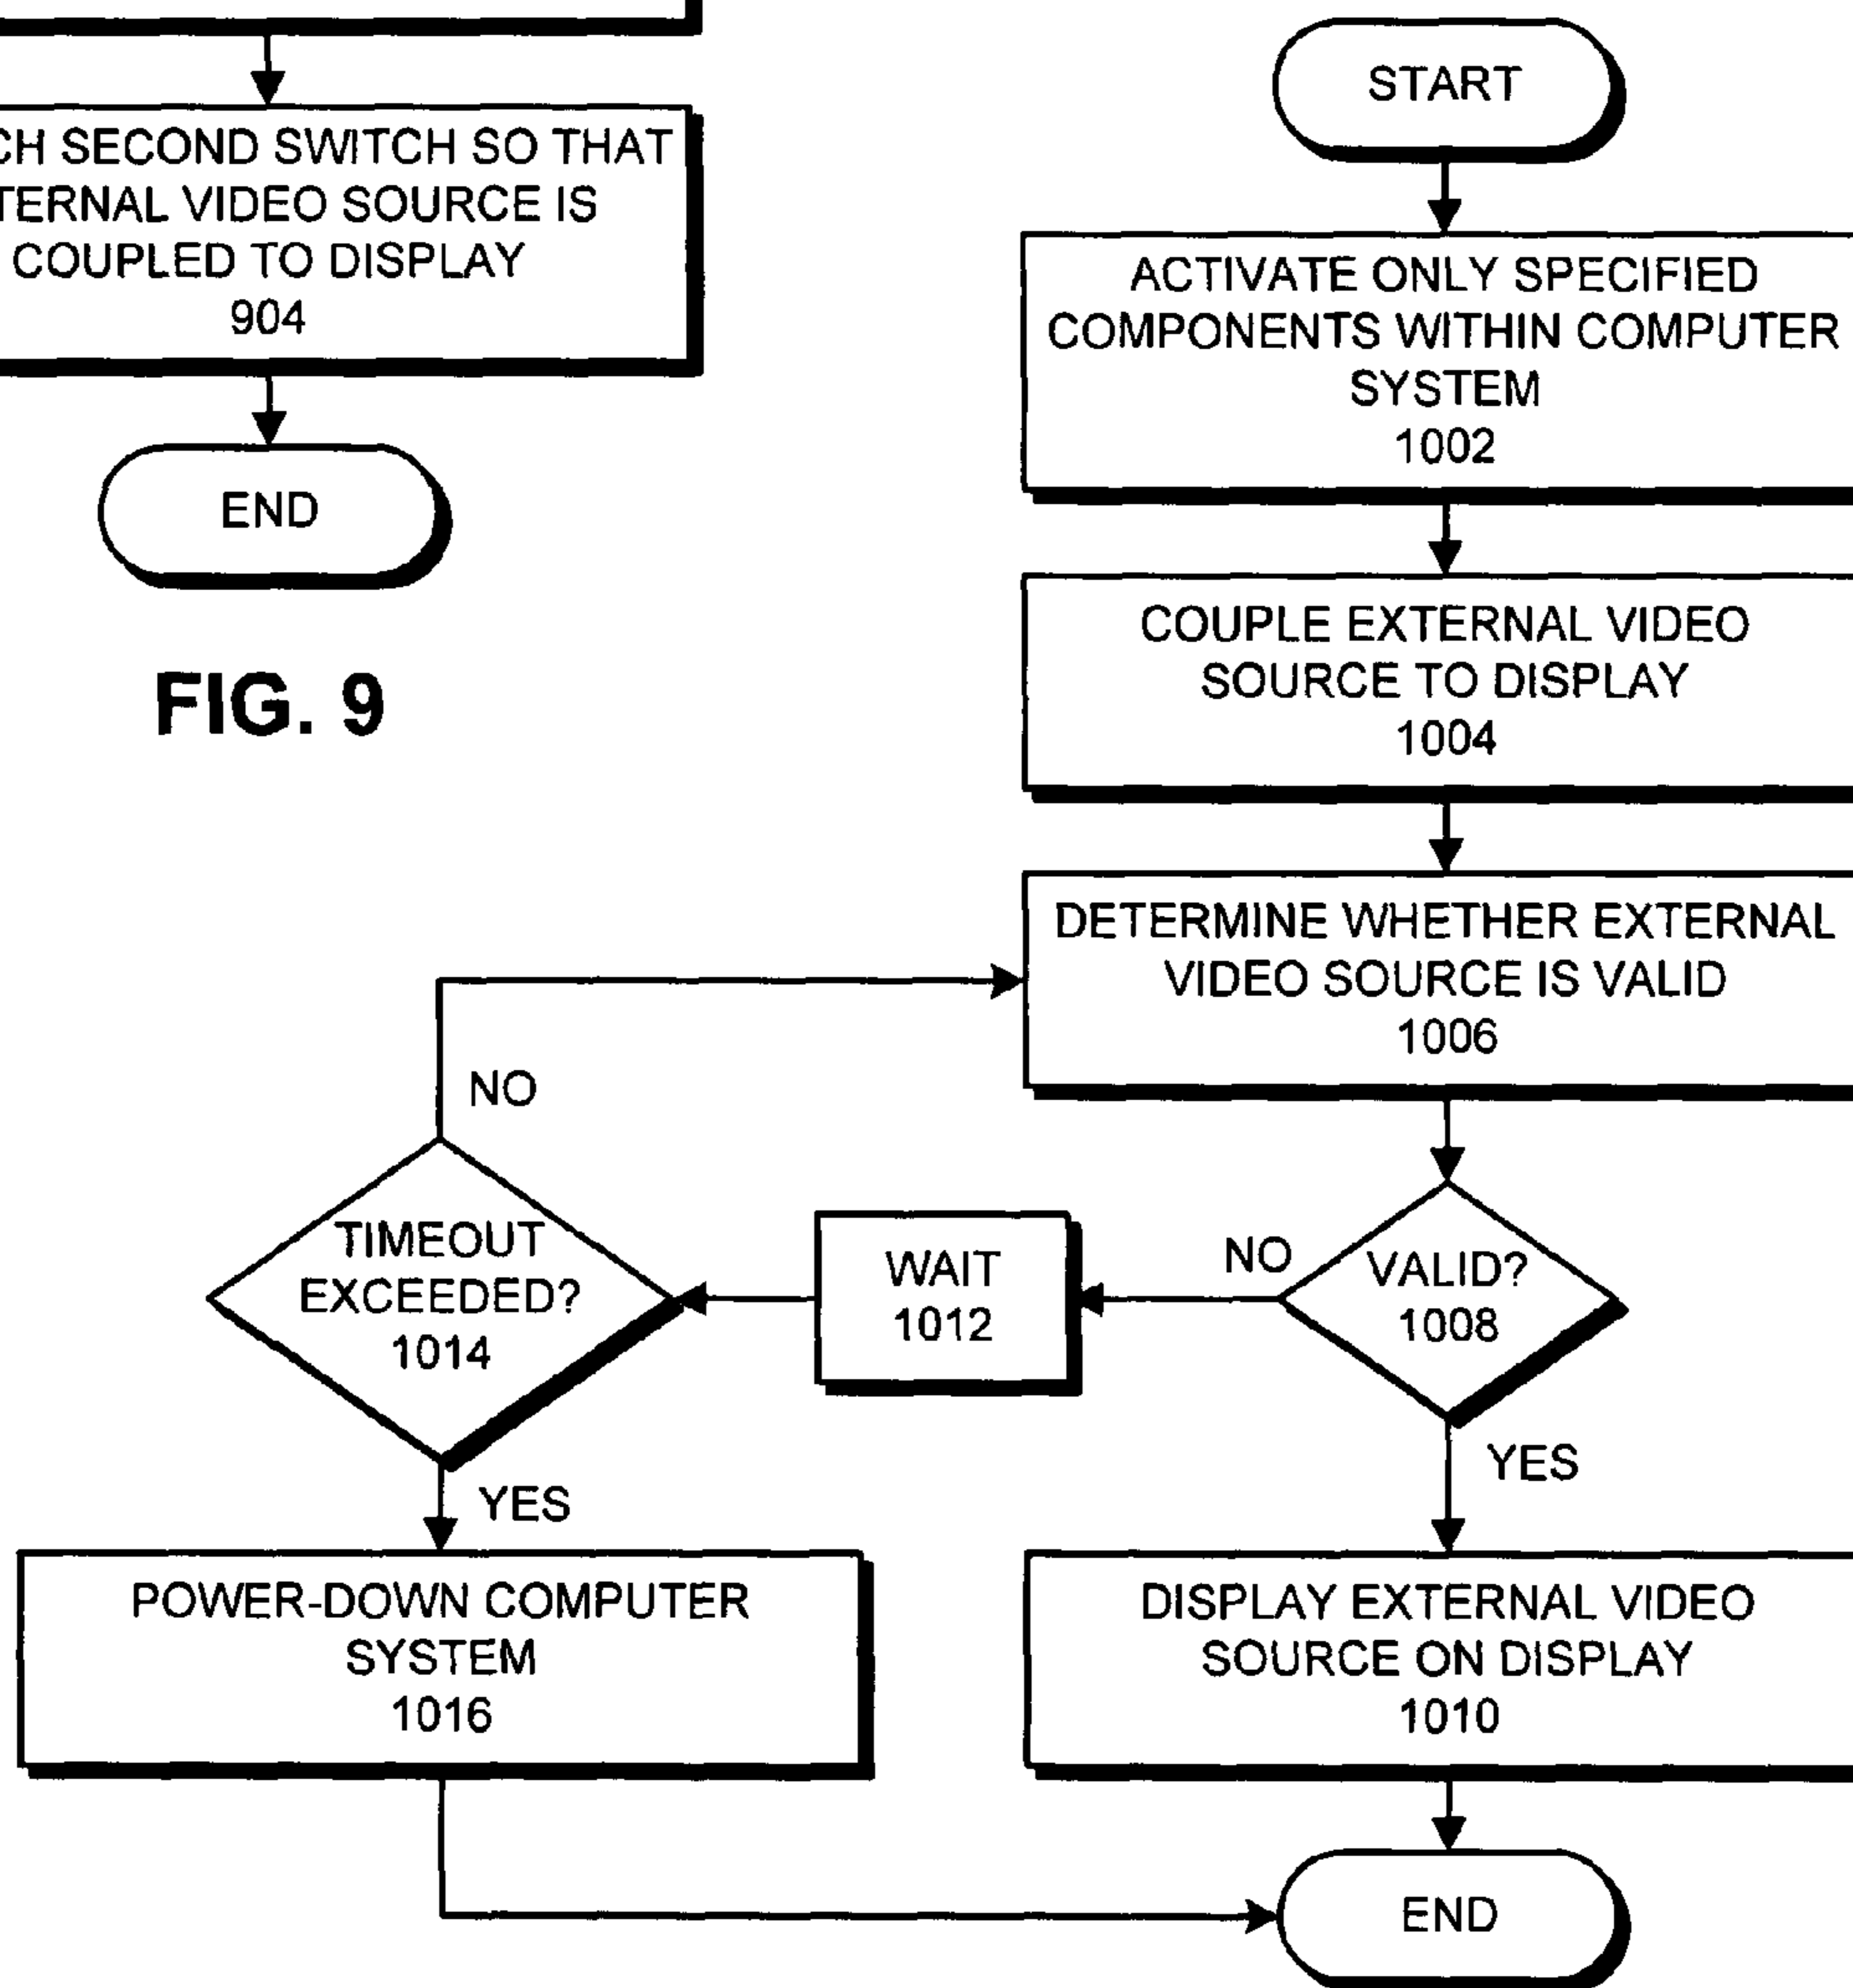 SECOND SWITCH SO THAT
VIDEO SOURCE IS
COUPLED TO DISPLAY
904
END
FIG. 9
START
ACTIVATE ONLY SPECIFIED
COMPONENTS WITHIN COMPUTER
SYSTEM
1002
COUPLE EXTERNAL VIDEO
SOURCE TO DISPLAY
1004
DETERMINE WHETHER EXTERNAL
VIDEO SOURCE IS VALID
1006
VALID?
1008
NO
YES
WAIT
1012
TIMEOUT
EXCEEDED?
1014
NO
YES
POWER-DOWN COMPUTER
SYSTEM
1016
DISPLAY EXTERNAL VIDEO
SOURCE ON DISPLAY
1010
END